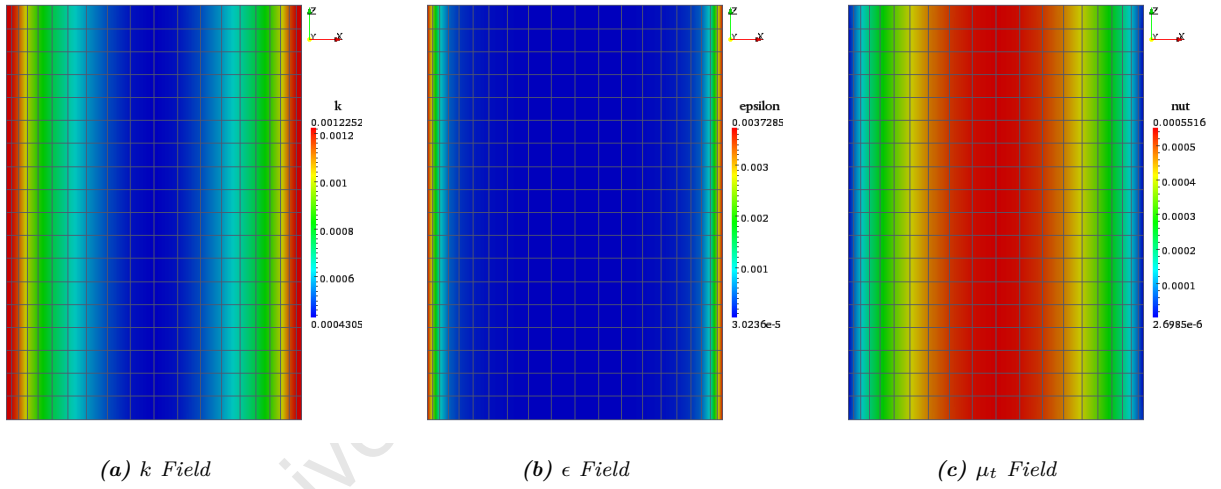 Z
Y X
k
0.0012252
0.0012
0.001
0.0008
0.0006
0.0004305
(a) k Field
Z
Y X
epsilon
0.0037285
0.003
0.002
0.001
3.0236e-5
(b) ϵ Field
Z
Y X
nut
0.0005516
0.0005
0.0004
0.0003
0.0002
0.0001
2.6985e-6
(c) μt Field